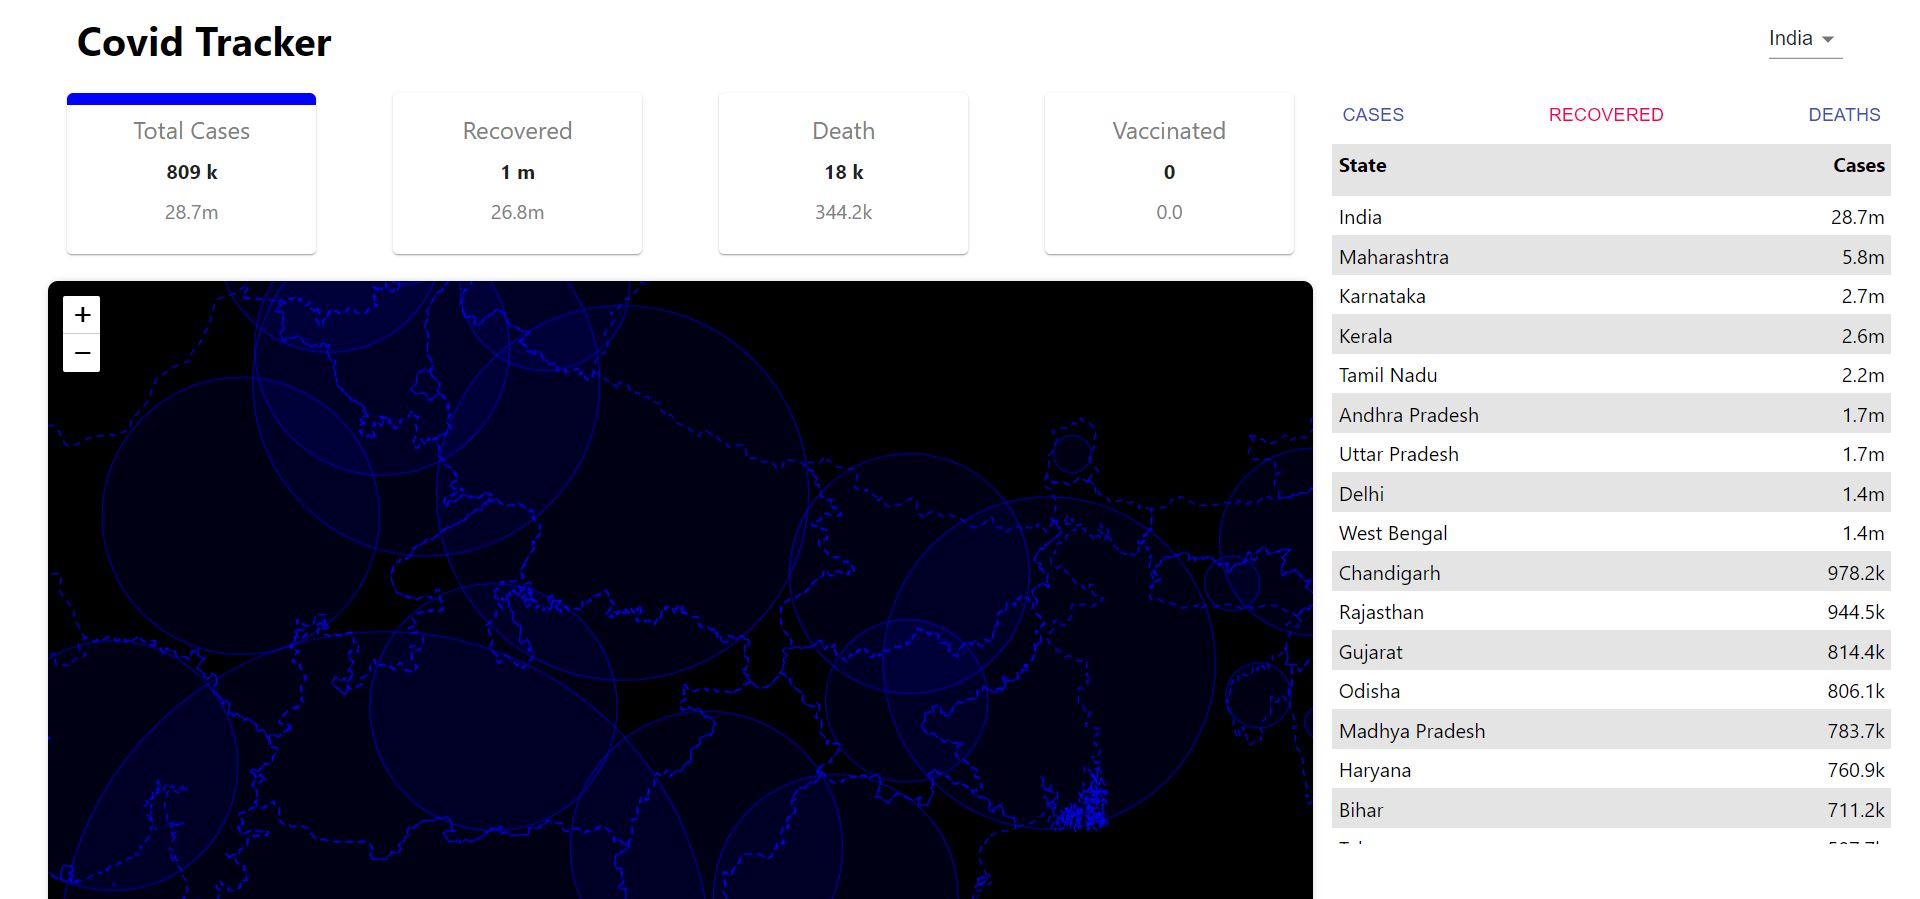 Covid Tracker
India
Total Cases
809 k
28.7m
Recovered
1 m
26.8m
Death
18 k
344.2k
Vaccinated
0
0.0
+
−
CASES RECOVERED DEATHS
State Cases
India 28.7m
Maharashtra 5.8m
Karnataka 2.7m
Kerala 2.6m
Tamil Nadu 2.2m
Andhra Pradesh 1.7m
Uttar Pradesh 1.7m
Delhi 1.4m
West Bengal 1.4m
Chandigarh 978.2k
Rajasthan 944.5k
Gujarat 814.4k
Odisha 806.1k
Madhya Pradesh 783.7k
Haryana 760.9k
Bihar 711.2k